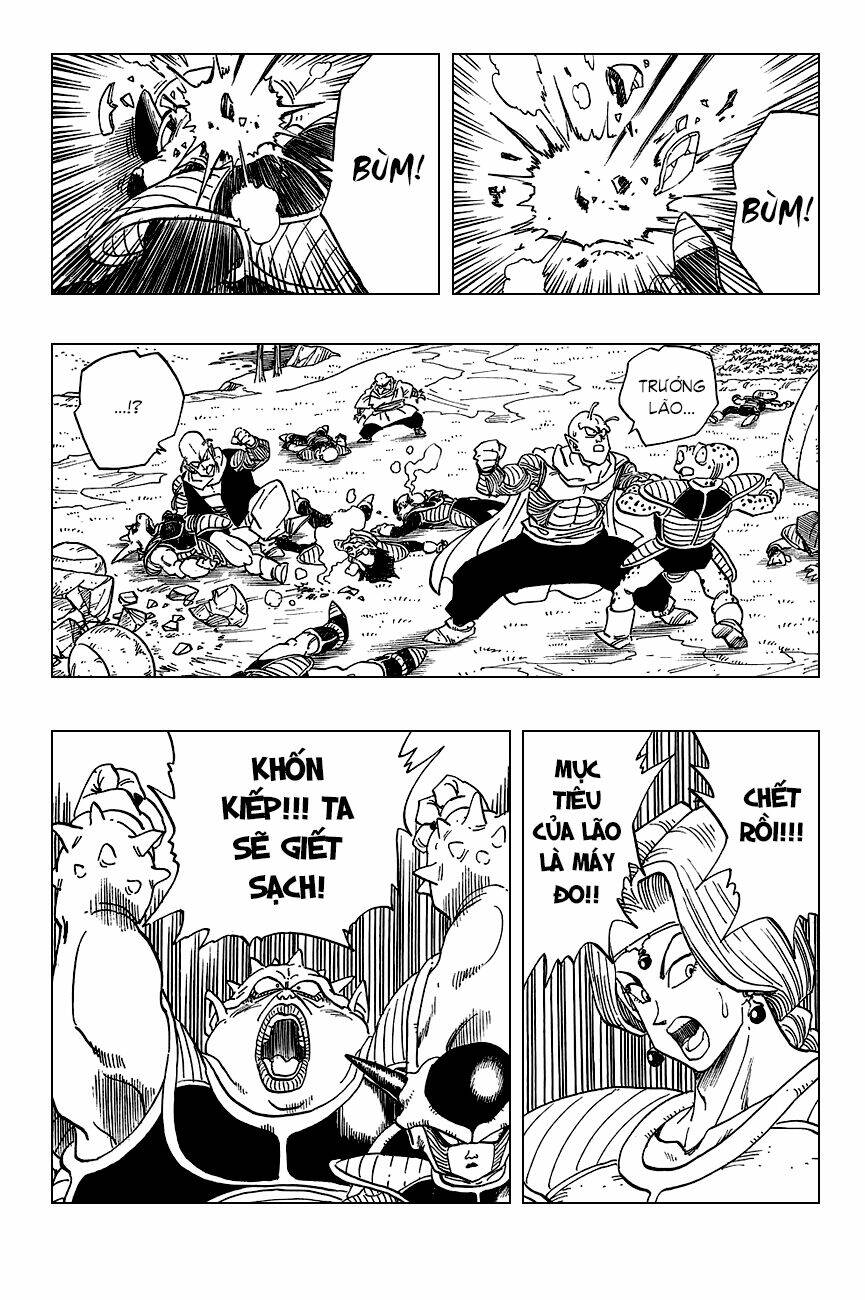 BÙM!
BÙM!
TRƯỞNG
LÃO...
...!?
CHẾT
RỒI!!!
MỤC
TIÊU
CỦA LÃO
LÀ MÁY
ĐO!!
KHỐN
KIẾP!!! TA
SẼ GIẾT
SẠCH!